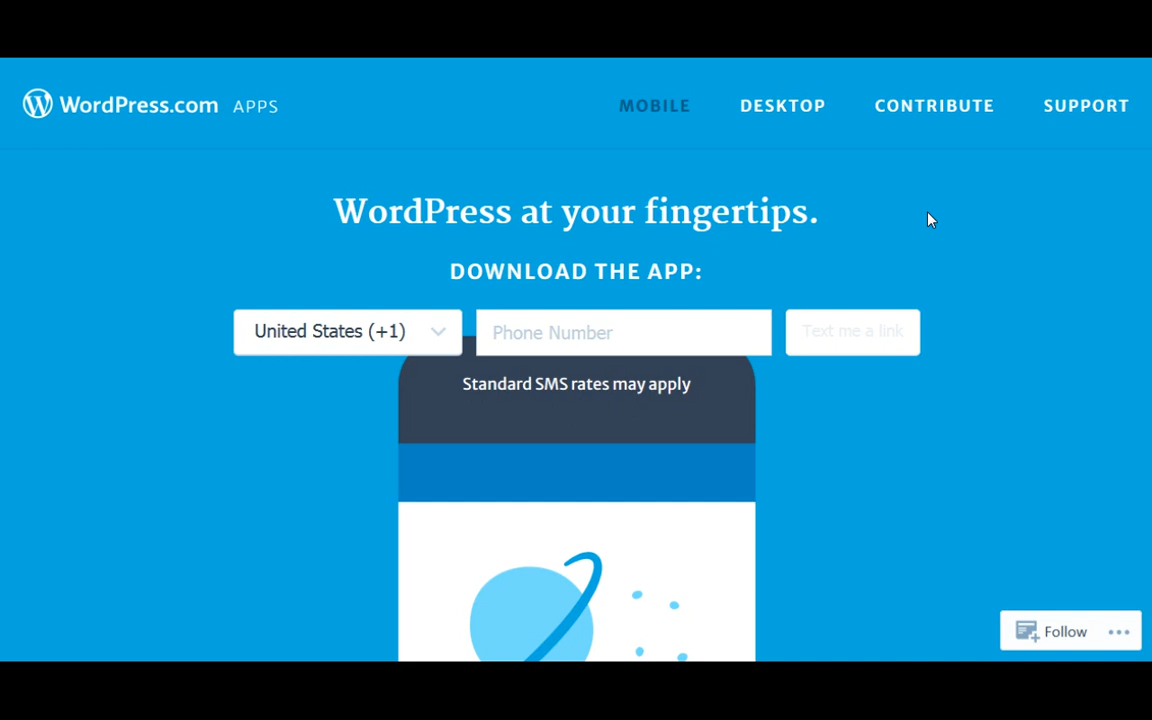 WordPress.com APPS MOBILE DESKTOP CONTRIBUTE SUPPORT
WordPress at your fingertips.
DOWNLOAD THE APP:
United States (+1) Phone Number Text me a link
Standard SMS rates may apply
Follow